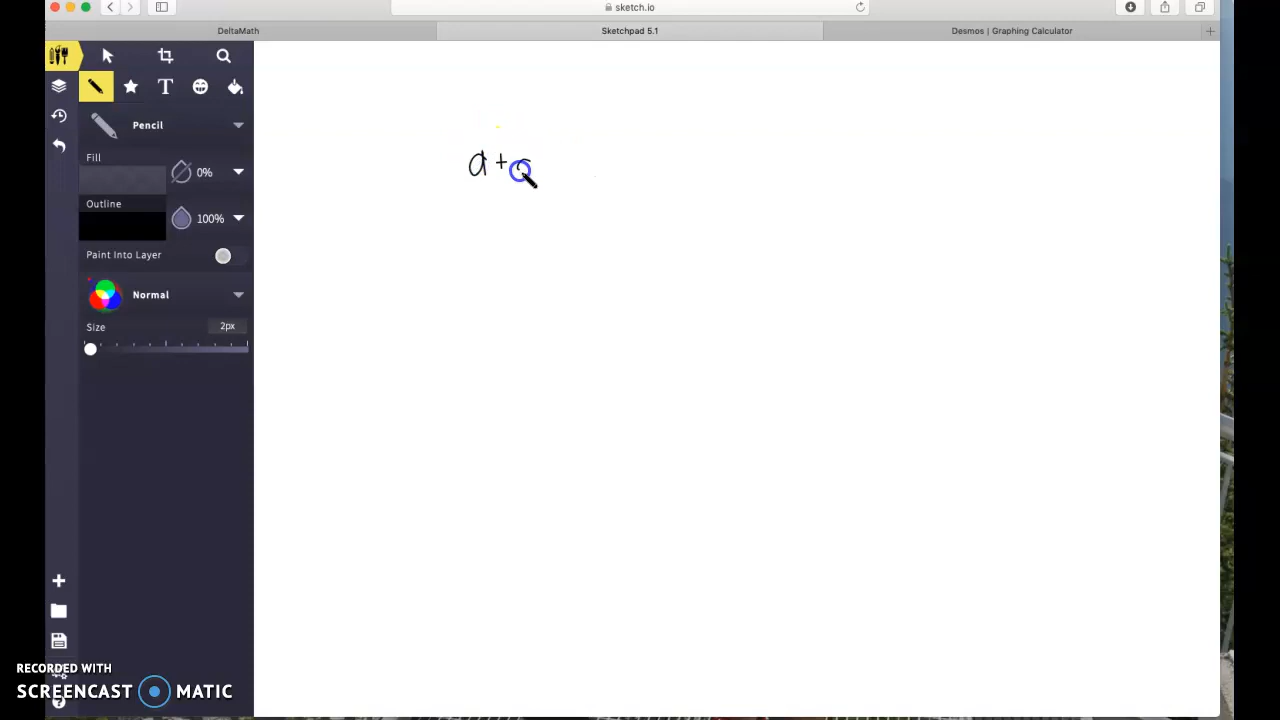 sketch.io
DeltaMath
Sketchpad 5.1
Desmos | Graphing Calculator
T
Pencil
Fill
0%
Outline
100%
Paint Into Layer
Normal
Size
2px
a +
RECORDED WITH
SCREENCAST MATIC